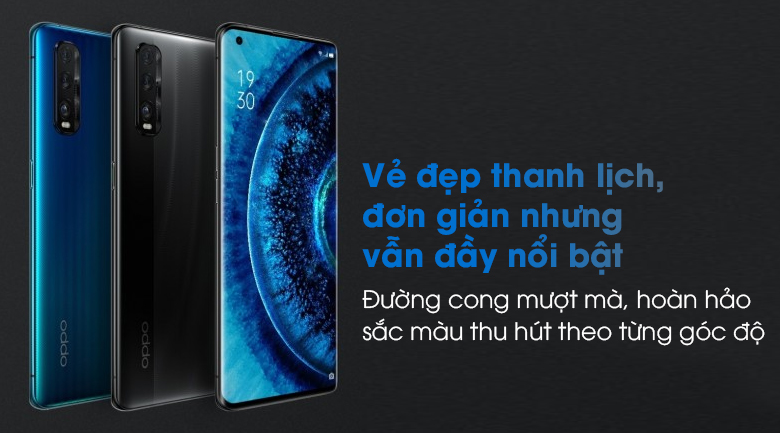 19
30
oppo
oppo
Vẻ đẹp thanh lịch,
đơn giản nhưng
vẫn đầy nổi bật
Đường cong mượt mà, hoàn hảo
sắc màu thu hút theo từng góc độ